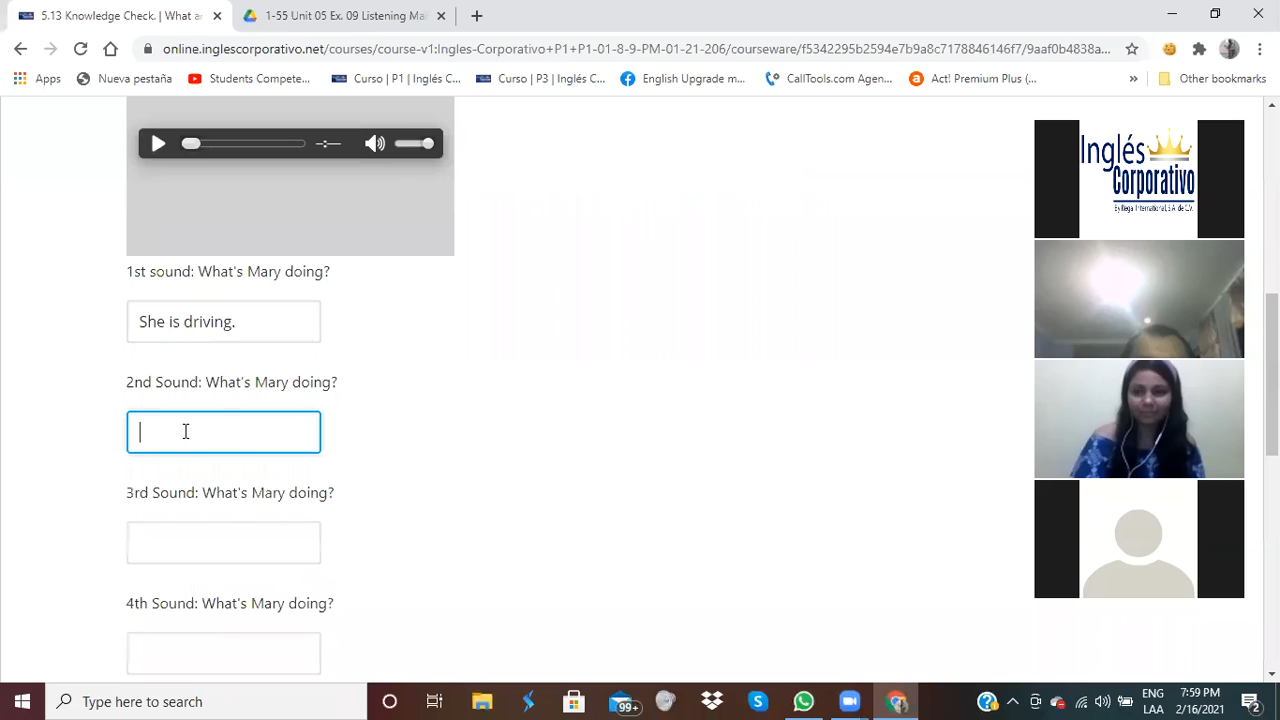 5.13 Knowledge Check. | What ar
1-55 Unit 05 Ex. 09 Listening Mat
online.inglescorporativo.net/courses/course-v1:Ingles-Corporativo+P1+P1-01-8-9-PM-01-21-206/courseware/f5342295b2594e7b9a8c7178846146f7/9aaf0b4838a...
Apps
Nueva pestaña
Students Compete...
Curso | P1 | Inglés C...
Curso | P3 | Inglés C...
English Upgrade m...
CallTools.com Agen...
Act! Premium Plus (...
»
Other bookmarks
Inglés
Corporativo
1st sound: What's Mary doing?
She is driving.
2nd Sound: What's Mary doing?
3rd Sound: What's Mary doing?
4th Sound: What's Mary doing?
Type here to search
99+
ENG
LAA
7:59 PM
2/16/2021
2